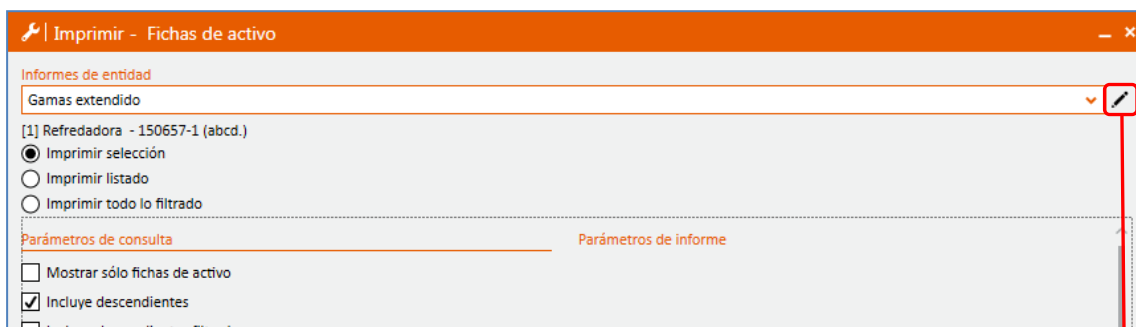 Imprimir - Fichas de activo
Informes de entidad
Gamas extendido
[1] Refredadora - 150657-1 (abcd.)
Imprimir selección
Imprimir listado
Imprimir todo lo filtrado
Parámetros de consulta
Parámetros de informe
Mostrar sólo fichas de activo
Incluye descendientes